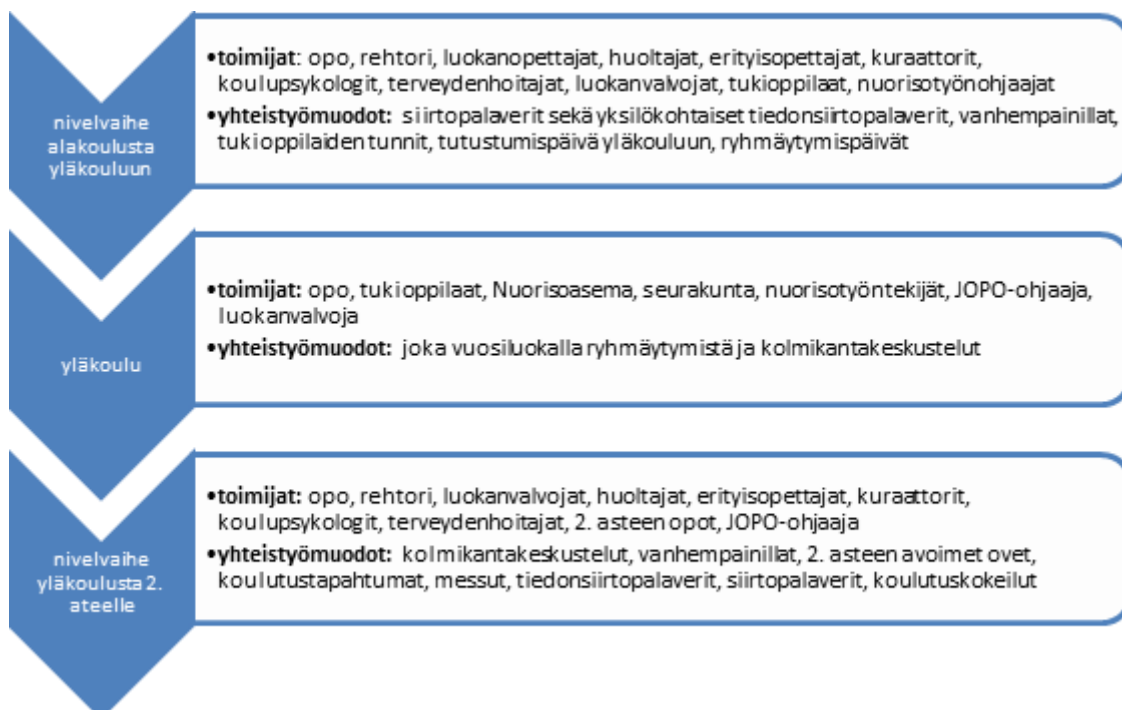 nivelvaihe
alakoulusta
yläkouluun
•toimijat: opo, rehtori, luokanopettajat, huoltajat, erityisopettajat, kuraattorit,
koulupsykologit, terveydenhoitajat, luokanvalvojat, tukioppilaat, nuorisotyönohjaajat
•yhteistyömuodot: siirtopalaverit sekä yksilökohtaiset tiedonsiirtopalaverit, vanhempainillat,
tukioppilaiden tunnit, tutustumispäivä yläkouluun, ryhmäytymispäivät
yläkoulu
•toimijat: opo, tukioppilaat, Nuorisoasema, seurakunta, nuorisotyöntekijät, JOPO-ohjaaja,
luokanvalvoja
•yhteistyömuodot: joka vuosiluokalla ryhmäytymistä ja kolmikantakeskustelut
nivelvaihe
yläkoulusta 2.
ateelle
•toimijat: opo, rehtori, luokanvalvojat, huoltajat, erityisopettajat, kuraattorit,
koulupsykologit, terveydenhoitajat, 2. asteen opot, JOPO-ohjaaja
•yhteistyömuodot: kolmikantakeskustelut, vanhempainillat, 2. asteen avoimet ovet,
koulutustapahtumat, messut, tiedonsiirtopalaverit, siirtopalaverit, koulutuskokeilut